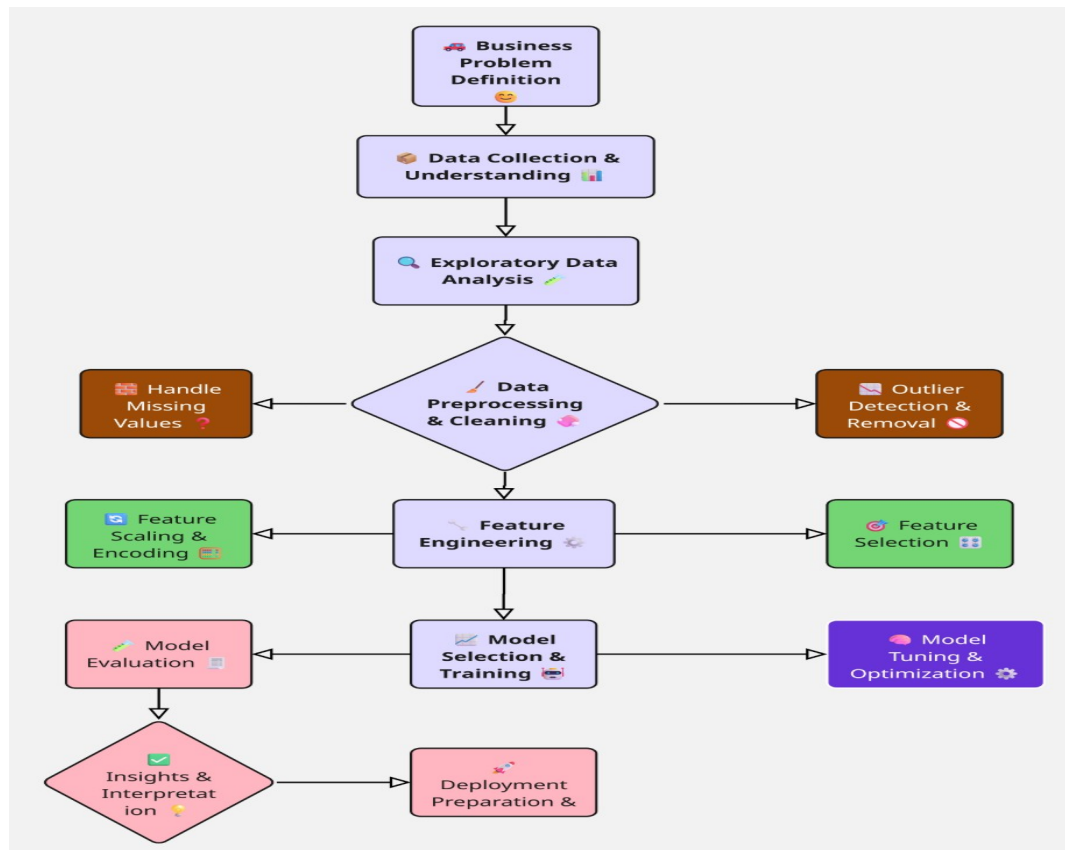 Business
Problem
Definition
Data Collection &
Understanding
Exploratory Data
Analysis
Handle
Missing
Values
Data
Preprocessing
& Cleaning
Outlier
Detection &
Removal
Feature
Scaling &
Encoding
Feature
Engineering
Feature
Selection
Model
Evaluation
Model
Selection &
Training
Model
Tuning &
Optimization
Insights &
Interpretat
ion
Deployment
Preparation &